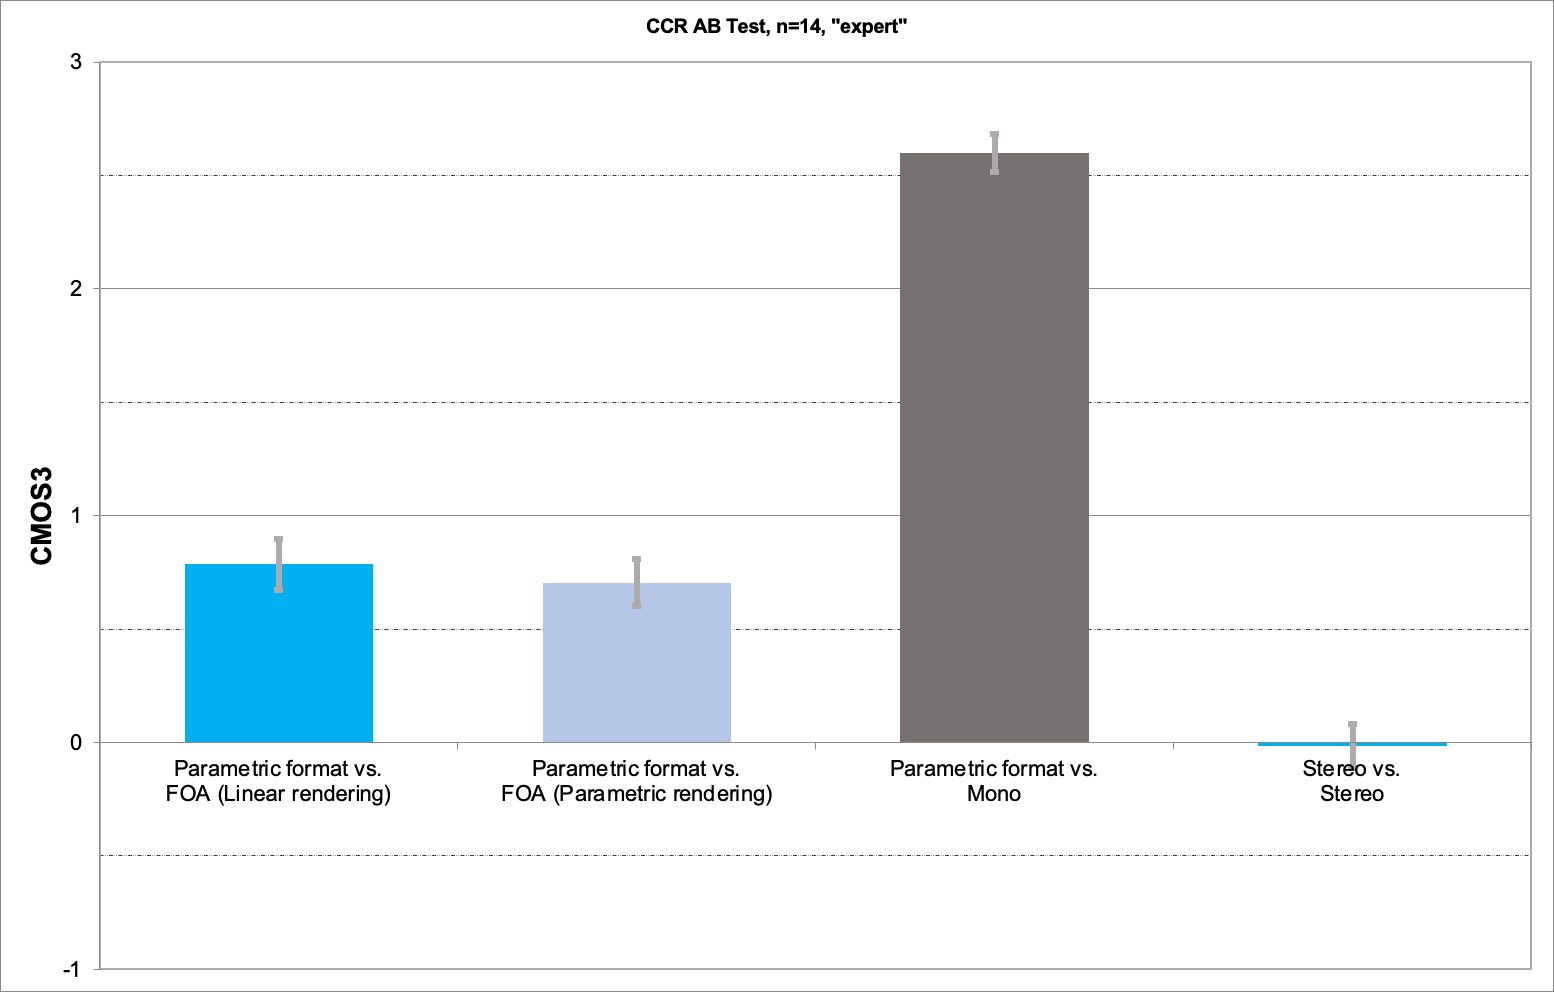 CCR AB Test, n=14, "expert"
3
2
1
0
-1
CMOS3
Parametric format vs.
FOA (Linear rendering)
Parametric format vs.
FOA (Parametric rendering)
Parametric format vs.
Mono
Stereo vs.
Stereo